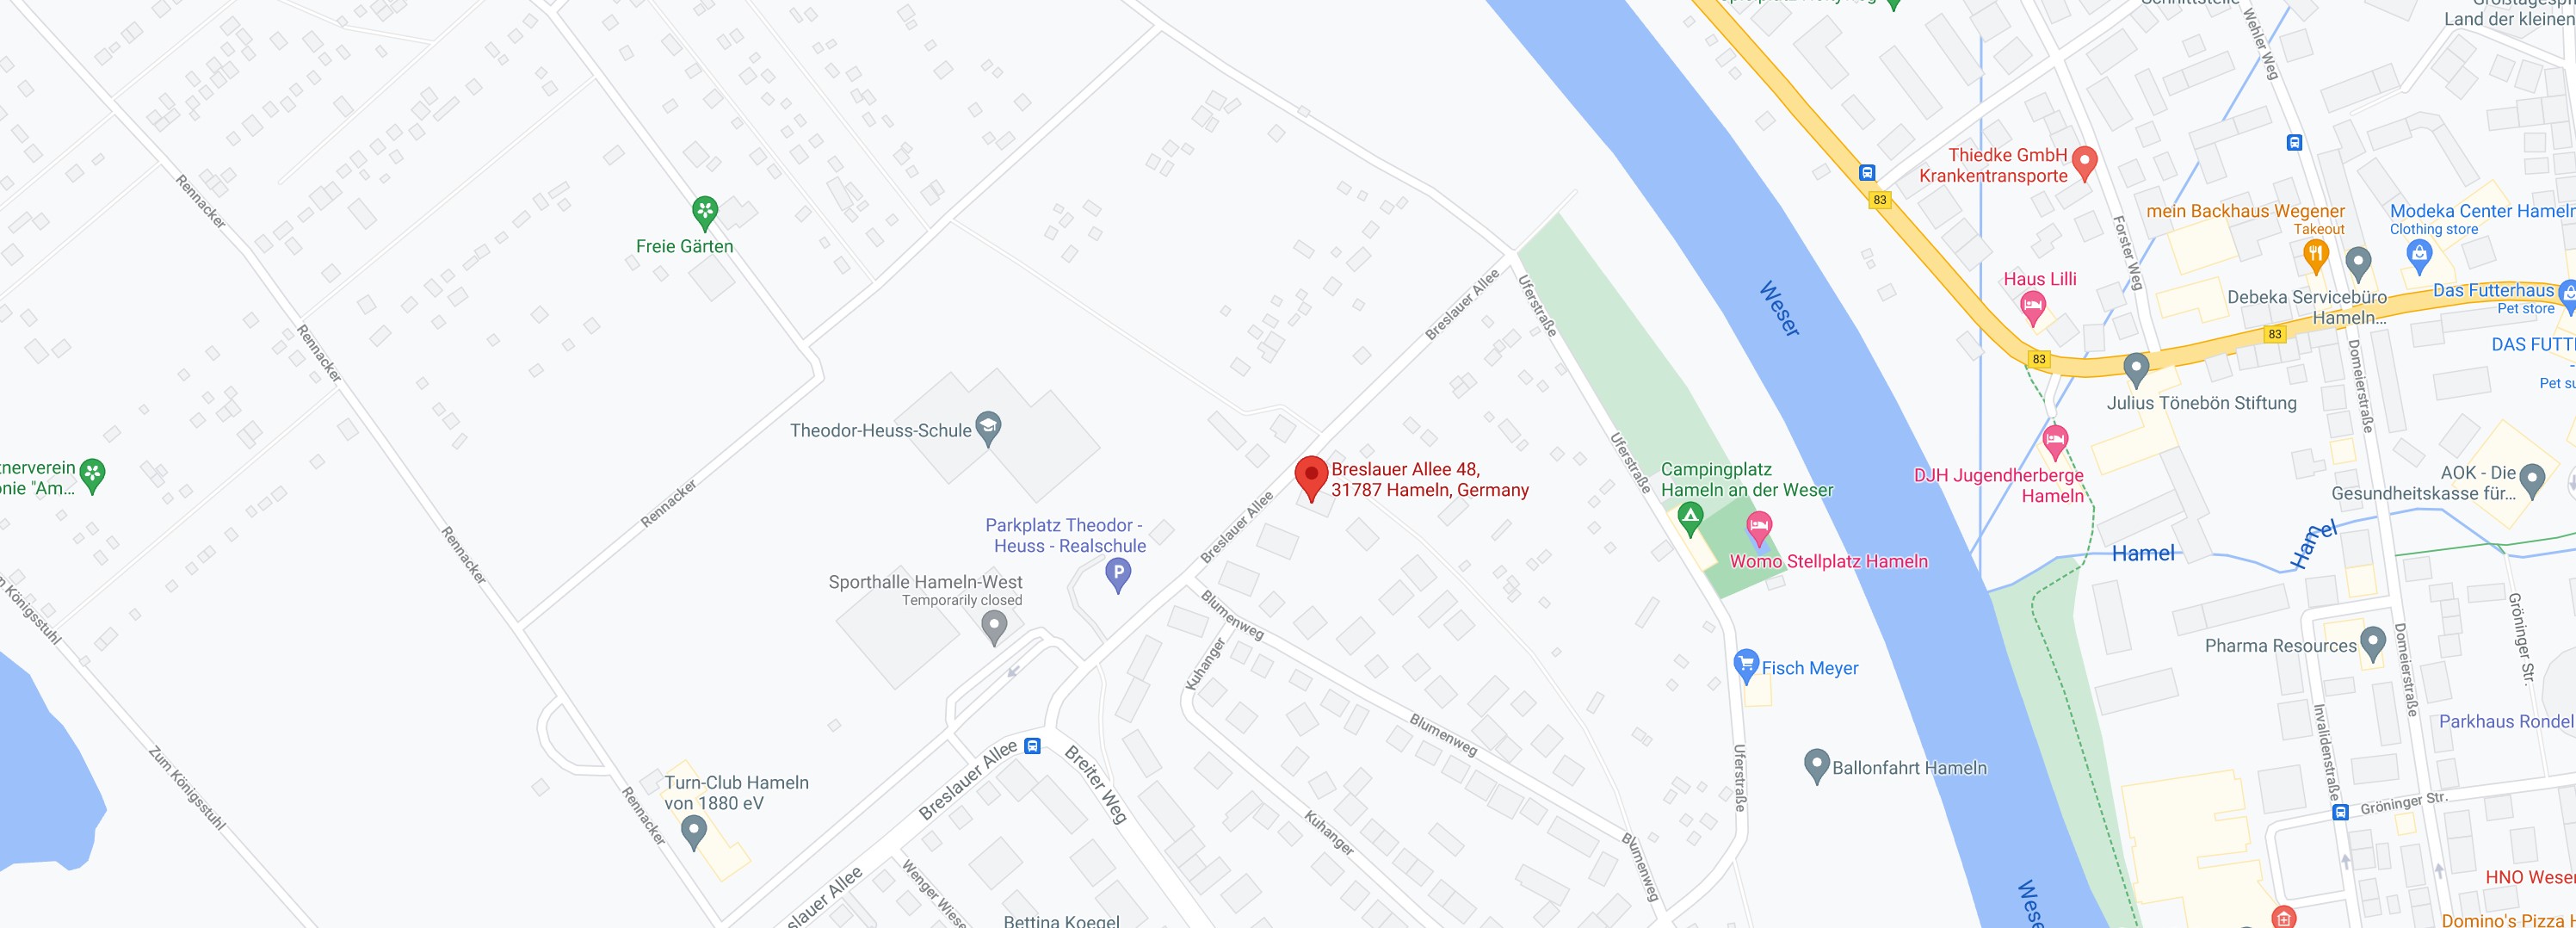 Schnittstelle
Land der kleinen
Wehler Weg
Thiedke GmbH
Krankentransporte
83
Rennacker
Freie Gärten
mein Backhaus Wegener
Takeout
Modeka Center Hameln
Clothing store
Forster Weg
Haus Lilli
Breslauer Allee
Uferstraße
Weser
Debeka Servicebüro
Hameln...
Das Futterhaus
Pet store
83
83
DAS FUTT
Pet su
Rennacker
Domeierstraße
Julius Tönebön Stiftung
Theodor-Heuss-Schule
tnerverein
onie "Am...
Breslauer Allee 48,
31787 Hameln, Germany
Uferstraße
Campingplatz
Hameln an der Weser
DJH Jugendherberge
Hameln
AOK - Die
Gesundheitskasse für...
Rennacker
Breslauer Allee
Parkplatz Theodor -
Heuss - Realschule
P
Womo Stellplatz Hameln
Hamel
Hamel
Rennacker
Sporthalle Hameln-West
Temporarily closed
Blumenweg
Kuhanger
m Königsstuhl
Gröninger Str.
Pharma Resources
Domeierstraße
Fisch Meyer
Blumenweg
Parkhaus Rondel
Invalidenstraße
Zum Königsstuhl
Breslauer Allee
Breiter Weg
Uferstraße
Ballonfahrt Hameln
Turn-Club Hameln
von 1880 eV
Rennacker
Kuhanger
Gröninger Str.
Blumenweg
slauer Allee
Wenger Wiese
HNO Weser
Weser
Bettina Koegel
Domino's Pizza H